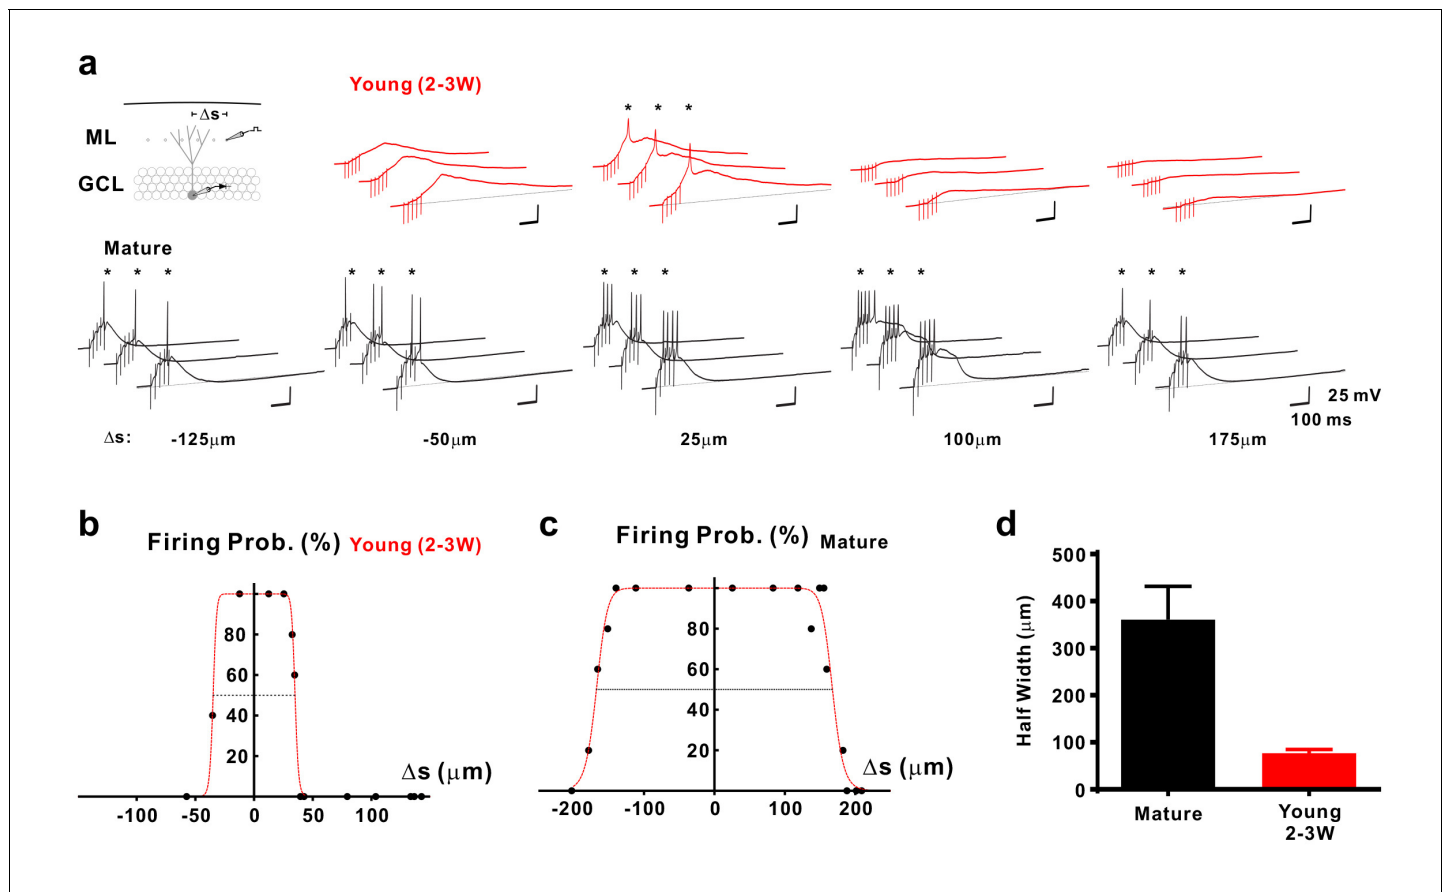 a
Young (2-3W)
Δs
* * *
ML
GCL
Mature
* * *
* * *
* * *
* * *
* * *
25 mV
100 ms
Δs: -125μm -50μm 25μm 100μm 175μm
b
Firing Prob. (%) Young (2-3W)
80
60
40
20
Δs (μm)
-100 -50 0 50 100
c
Firing Prob. (%) Mature
80
60
40
20
Δs (μm)
-200 -100 0 100 200
d
Half Width (μm)
500
400
300
200
100
0
Mature
Young
2-3W